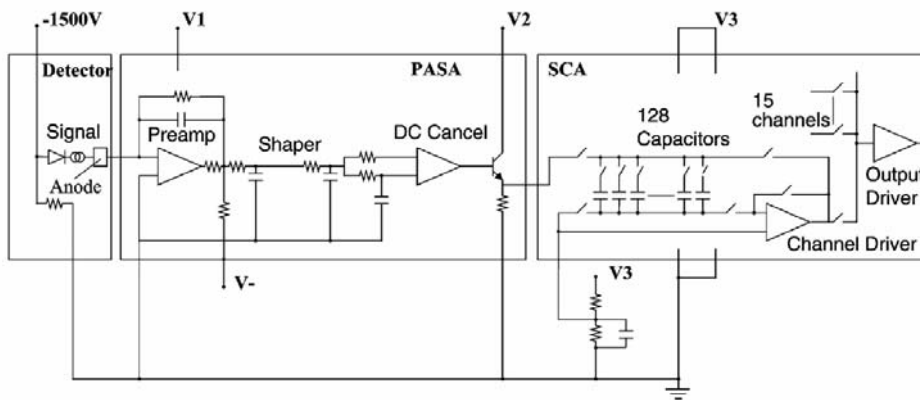 -1500V
V1
V2
V3
Detector
PASA
SCA
Signal
Anode
Preamp
Shaper
DC Cancel
128
Capacitors
15
channels
Output
Driver
Channel Driver
V-
V3